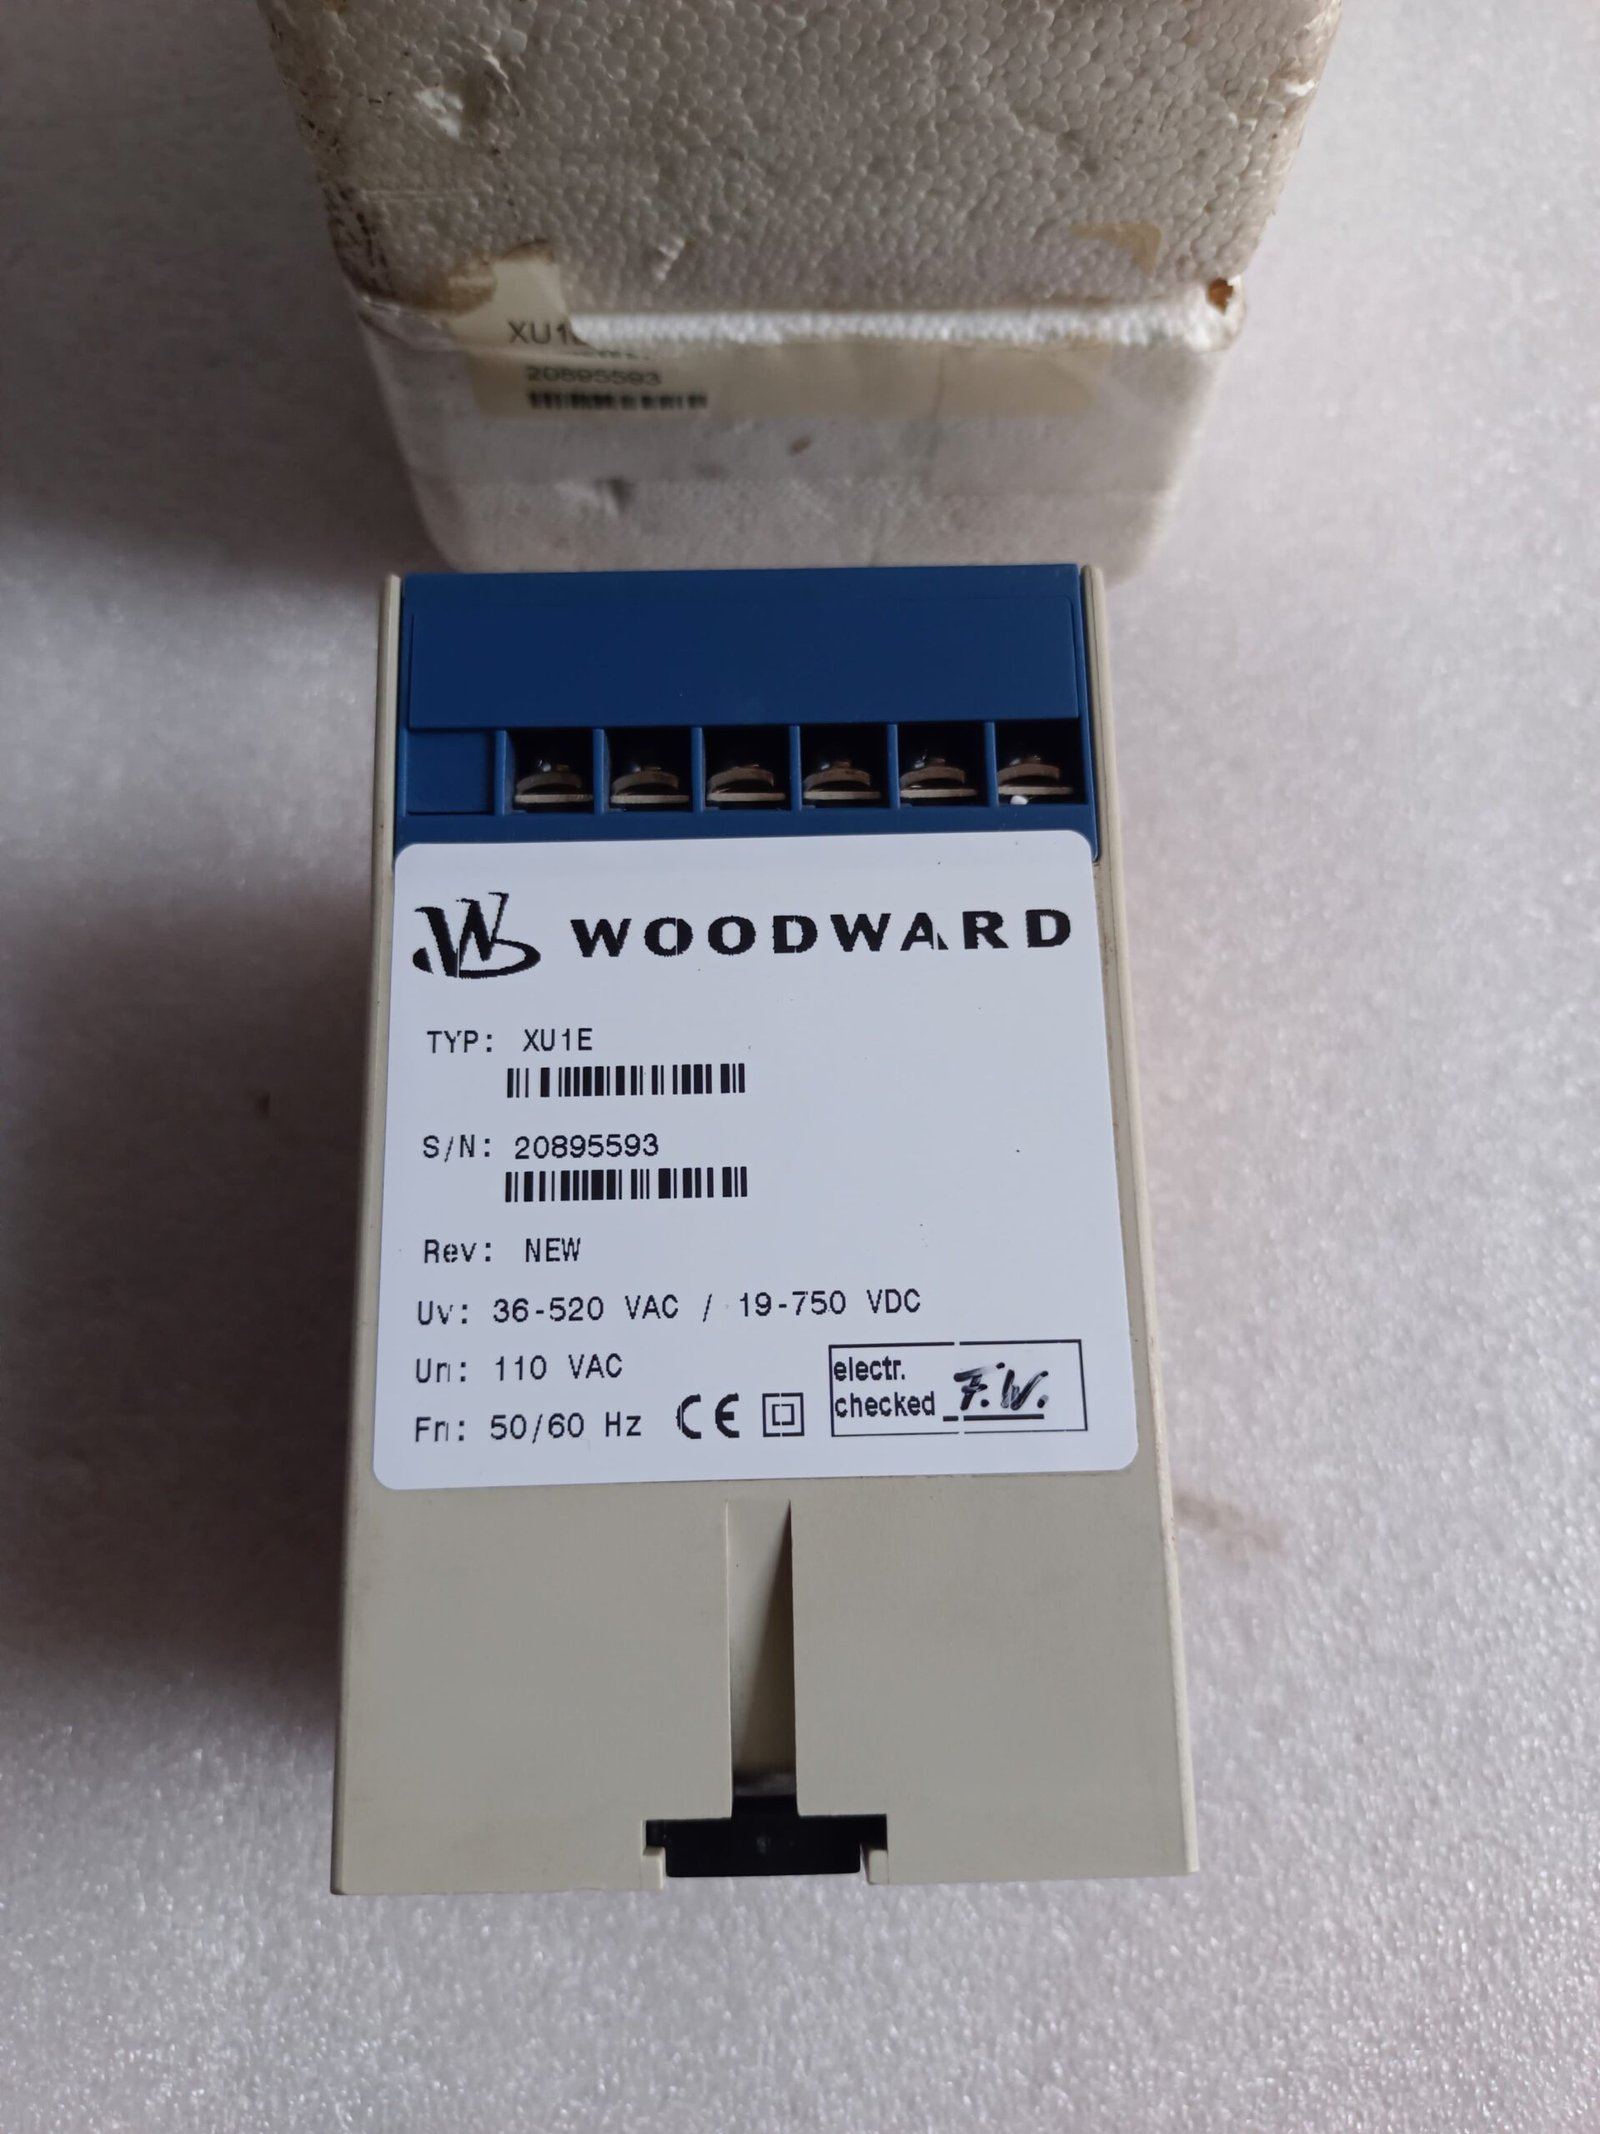 XU1E
20895593
WOODWARD
TYP: XU1E
S/N: 20895593
Rev: NEW
Uv: 36-520 VAC / 19-750 VDC
Un: 110 VAC
Fn: 50/60 Hz CE
electr.
checked F.W.